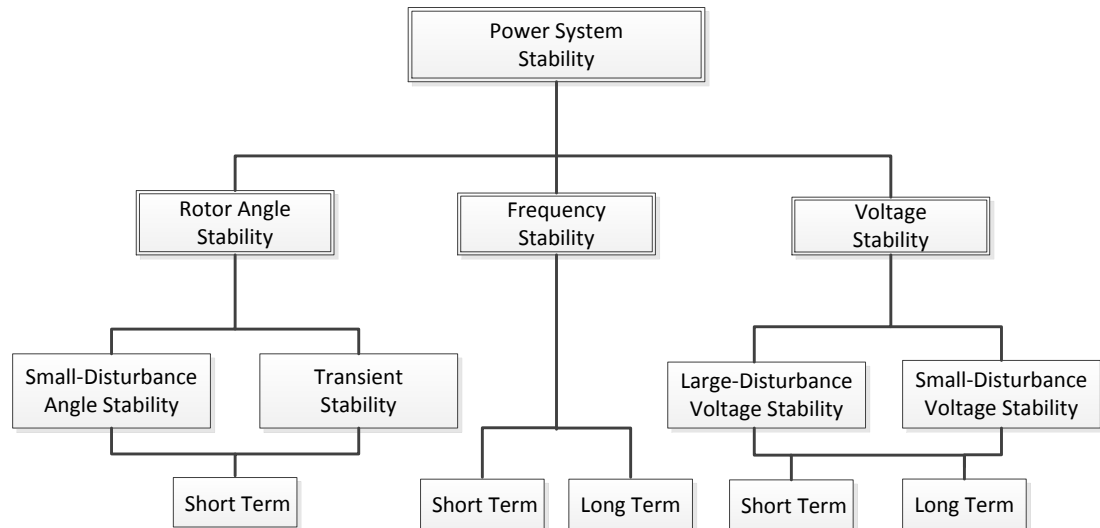 Power System
Stability
Rotor Angle
Stability
Frequency
Stability
Voltage
Stability
Small-Disturbance
Angle Stability
Transient
Stability
Large-Disturbance
Voltage Stability
Small-Disturbance
Voltage Stability
Short Term
Short Term
Long Term
Short Term
Long Term